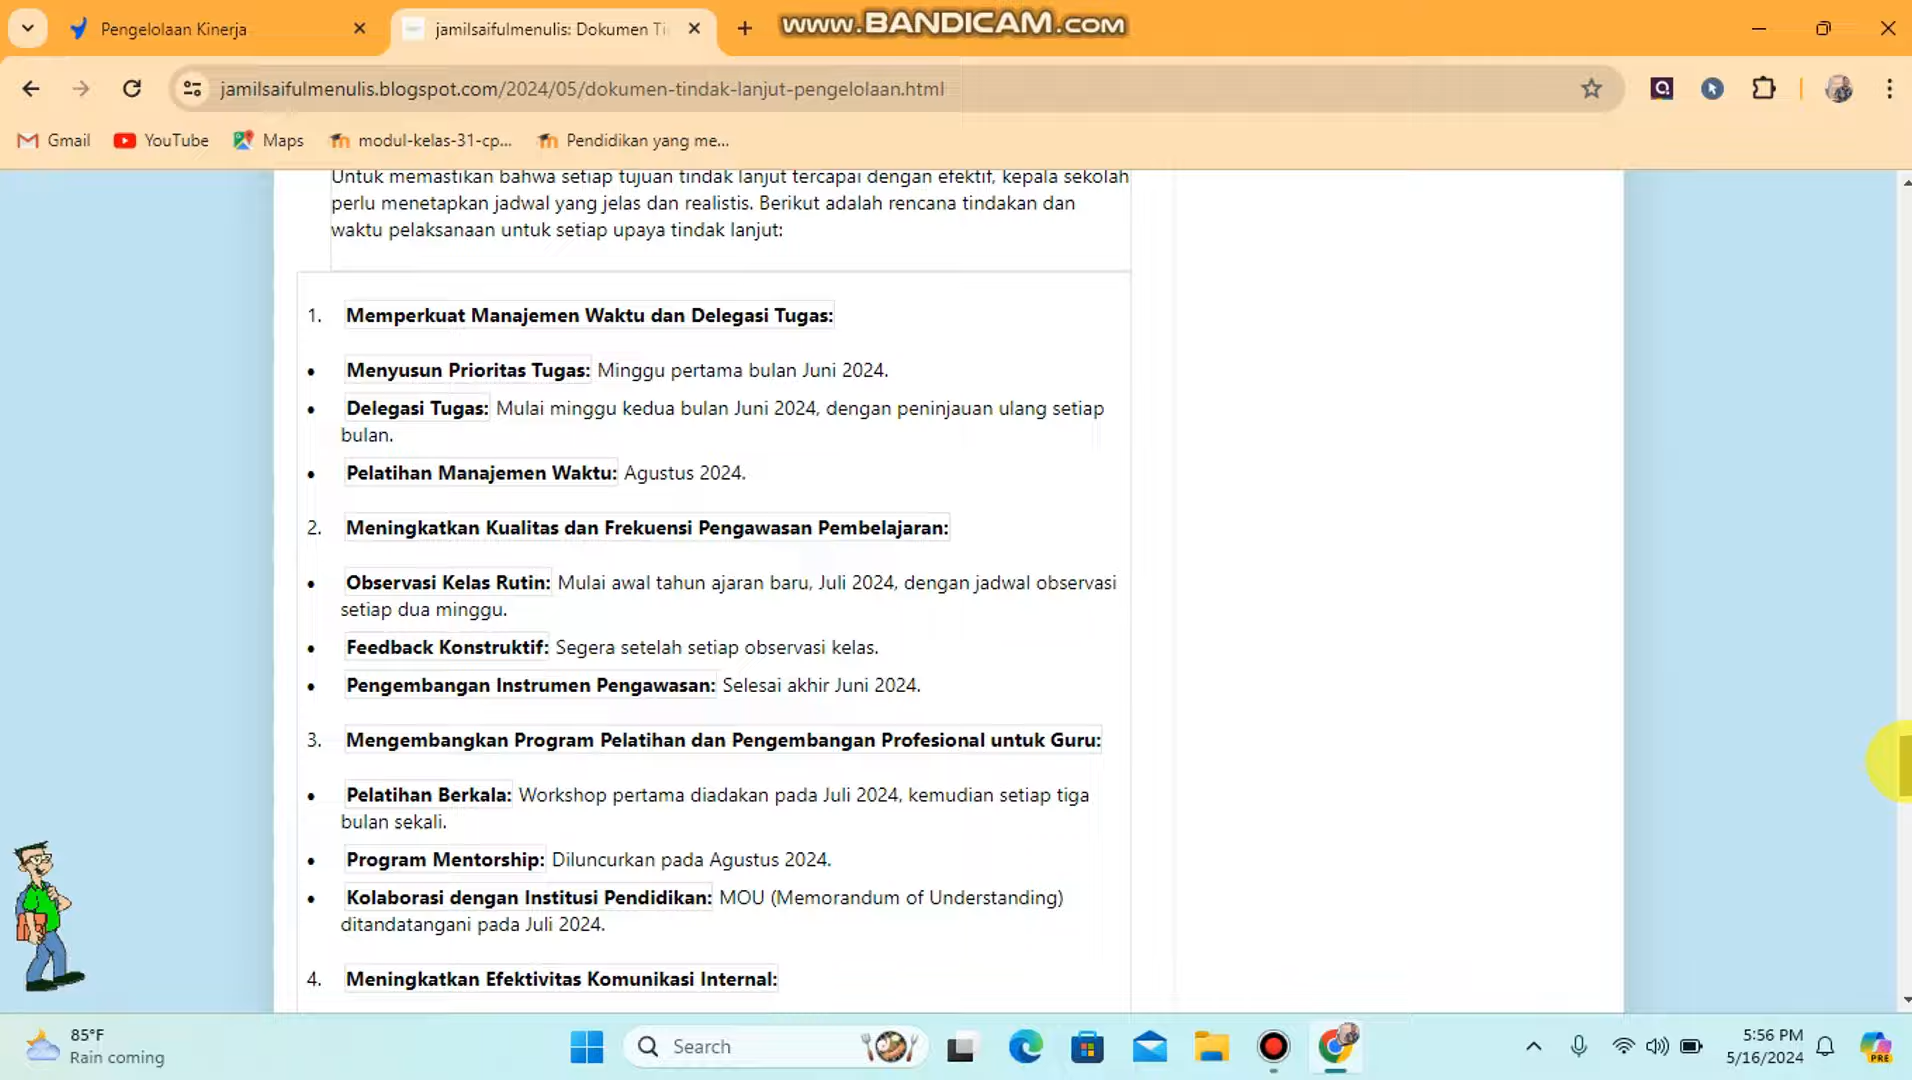 Pengelolaan Kinerja
jamilsaifulmenulis: Dokumen Ti
www.BANDICAM.com
jamilsaifulmenulis.blogspot.com/2024/05/dokumen-tindak-lanjut-pengelolaan.html
Gmail
YouTube
Maps
modul-kelas-31-cp...
Pendidikan yang me...
Untuk memastikan bahwa setiap tujuan tindak lanjut tercapai dengan efektif, kepala sekolah
perlu menetapkan jadwal yang jelas dan realistis. Berikut adalah rencana tindakan dan
waktu pelaksanaan untuk setiap upaya tindak lanjut:
1. Memperkuat Manajemen Waktu dan Delegasi Tugas:
• Menyusun Prioritas Tugas: Minggu pertama bulan Juni 2024.
• Delegasi Tugas: Mulai minggu kedua bulan Juni 2024, dengan peninjauan ulang setiap
bulan.
• Pelatihan Manajemen Waktu: Agustus 2024.
2. Meningkatkan Kualitas dan Frekuensi Pengawasan Pembelajaran:
• Observasi Kelas Rutin: Mulai awal tahun ajaran baru, Juli 2024, dengan jadwal observasi
setiap dua minggu.
• Feedback Konstruktif: Segera setelah setiap observasi kelas.
• Pengembangan Instrumen Pengawasan: Selesai akhir Juni 2024.
3. Mengembangkan Program Pelatihan dan Pengembangan Profesional untuk Guru:
• Pelatihan Berkala: Workshop pertama diadakan pada Juli 2024, kemudian setiap tiga
bulan sekali.
• Program Mentorship: Diluncurkan pada Agustus 2024.
• Kolaborasi dengan Institusi Pendidikan: MOU (Memorandum of Understanding)
ditandatangani pada Juli 2024.
4. Meningkatkan Efektivitas Komunikasi Internal:
85°F
Rain coming
Search
5:56 PM
5/16/2024
PRE